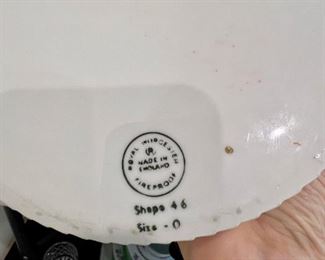 ROYAL WORCESTER
®
MADE IN
ENGLAND
FIREPROOF
Shape 46
Size - 0